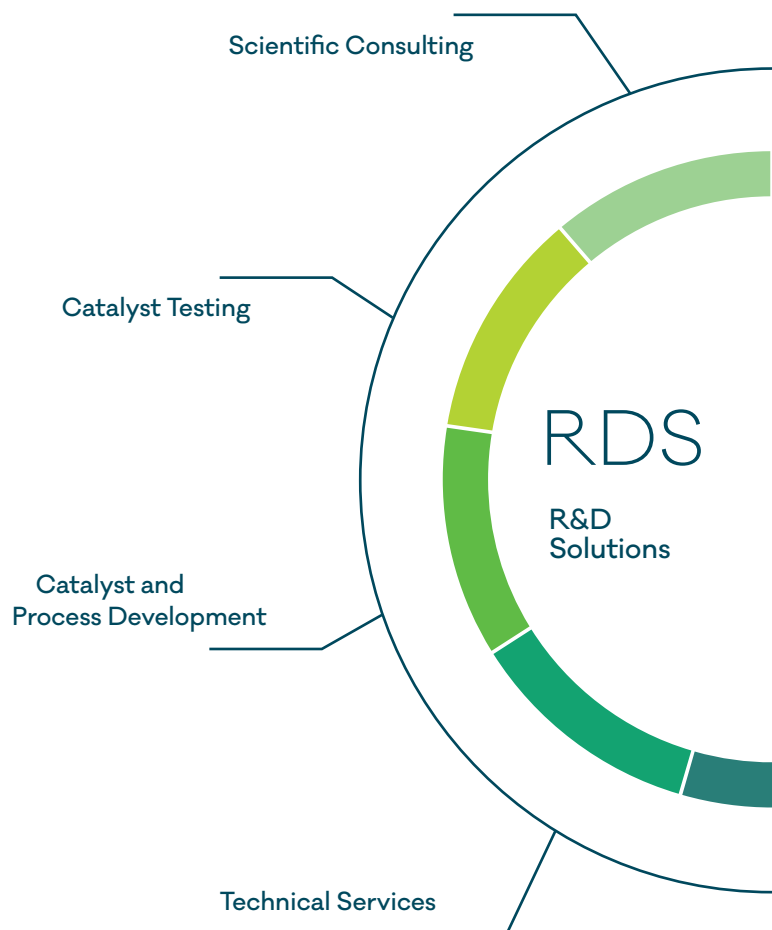 Scientific Consulting
Catalyst Testing
RDS
R&D
Solutions
Catalyst and
Process Development
Technical Services